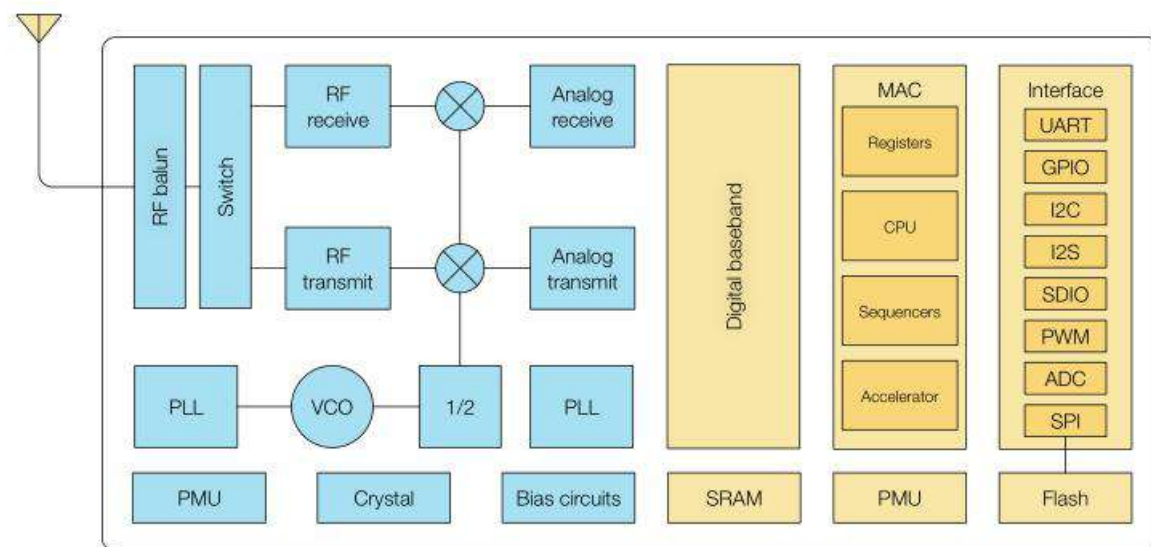 RF balun
Switch
RF
receive
Analog
receive
RF
transmit
Analog
transmit
PLL
VCO
1/2
PLL
PMU
Crystal
Bias circuits
Digital baseband
SRAM
MAC
Registers
CPU
Sequencers
Accelerator
PMU
Interface
UART
GPIO
I2C
I2S
SDIO
PWM
ADC
SPI
Flash